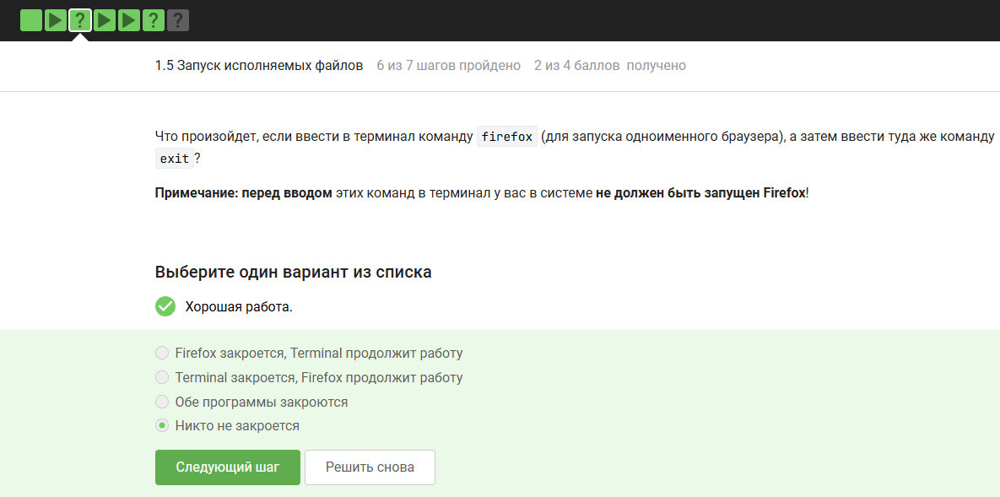 1.5 Запуск исполняемых файлов 6 из 7 шагов пройдено 2 из 4 баллов получено
Что произойдет, если ввести в терминал команду firefox (для запуска одноименного браузера), а затем ввести туда же команду
exit ?
Примечание: перед вводом этих команд в терминал у вас в системе не должен быть запущен Firefox!
Выберите один вариант из списка
Хорошая работа.
Firefox закроется, Terminal продолжит работу
Terminal закроется, Firefox продолжит работу
Обе программы закроются
Никто не закроется
Следующий шаг Решить снова